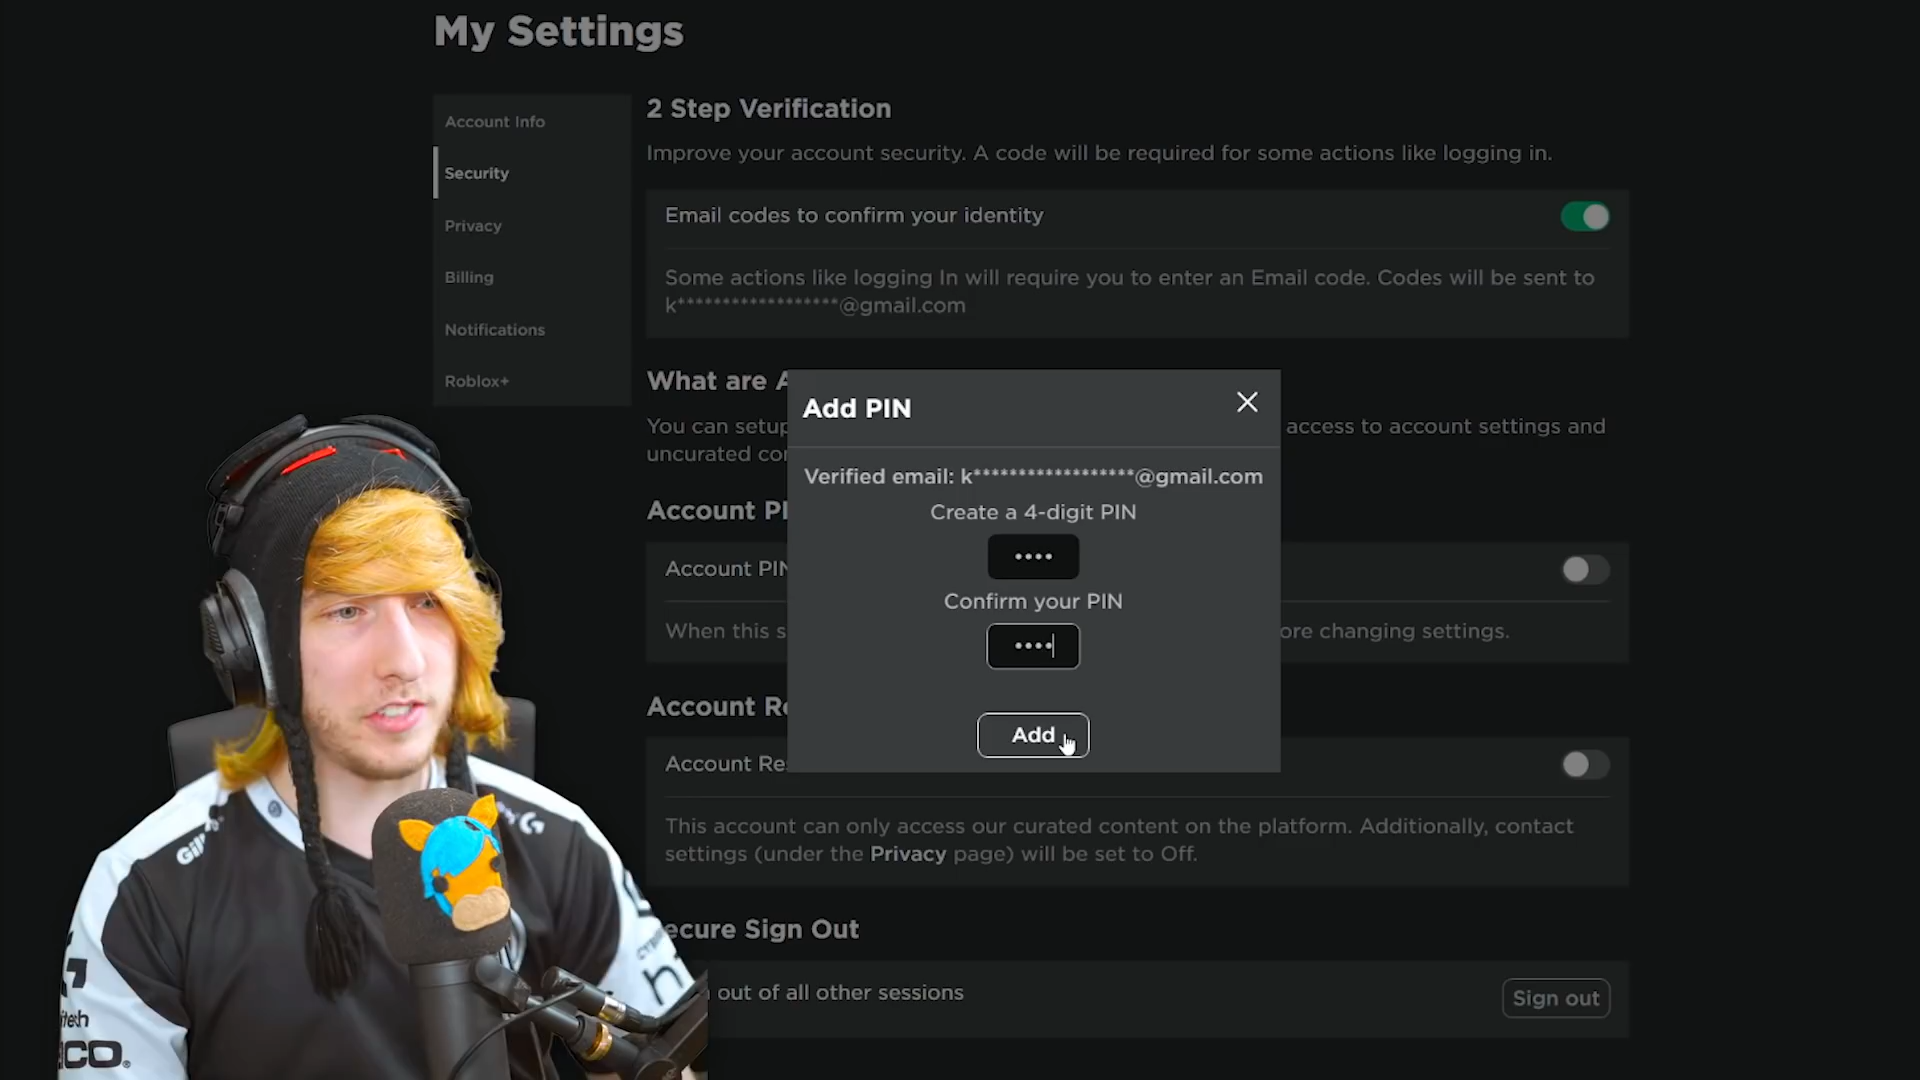 My Settings
Account Info
Security
Privacy
Billing
Notifications
Roblox+
2 Step Verification
Improve your account security. A code will be required for some actions like logging in.
Email codes to confirm your identity
Some actions like logging In will require you to enter an Email code. Codes will be sent to
k******************@gmail.com
What are A
You can setup access to account settings and
uncurated co
Account PI
Account PIN
When this s ore changing settings.
Add PIN
Verified email: k******************@gmail.com
Create a 4-digit PIN
••••
Confirm your PIN
••••
Add
Account Re
Account Res
This account can only access our curated content on the platform. Additionally, contact
settings (under the Privacy page) will be set to Off.
ecure Sign Out
out of all other sessions
Sign out